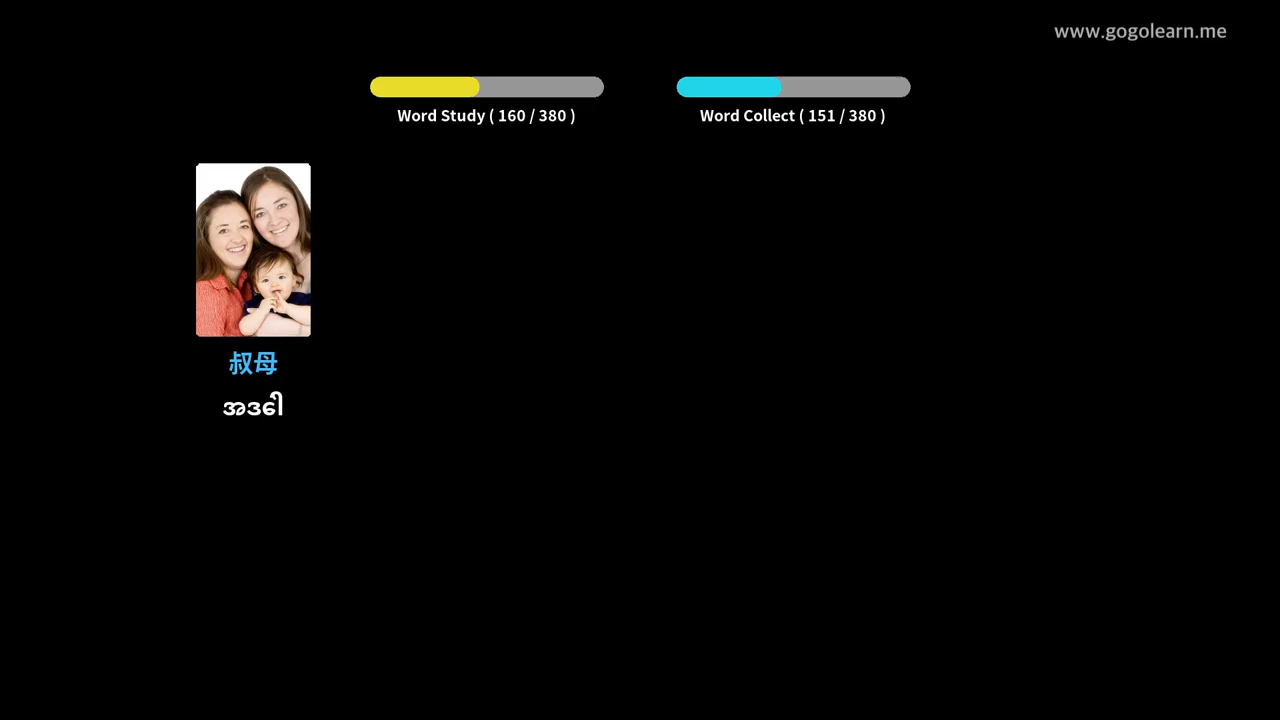 www.gogolearn.me
Word Study ( 160 / 380 )
Word Collect ( 151 / 380 )
叔母
အဒေါ်